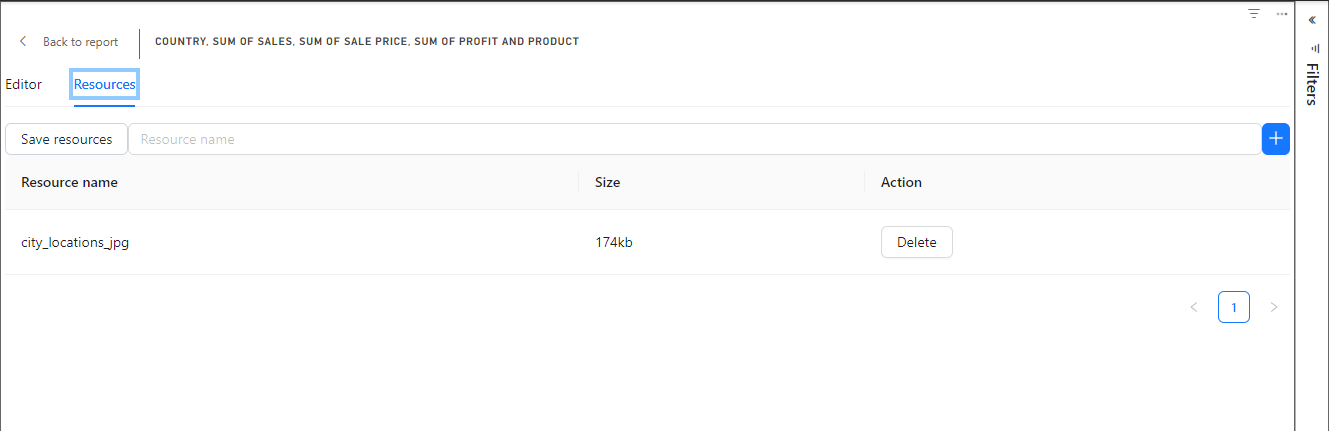 Back to report
COUNTRY, SUM OF SALES, SUM OF SALE PRICE, SUM OF PROFIT AND PRODUCT
Editor Resources
Save resources Resource name
Resource name Size Action
city_locations_jpg 174kb Delete
1
Filters